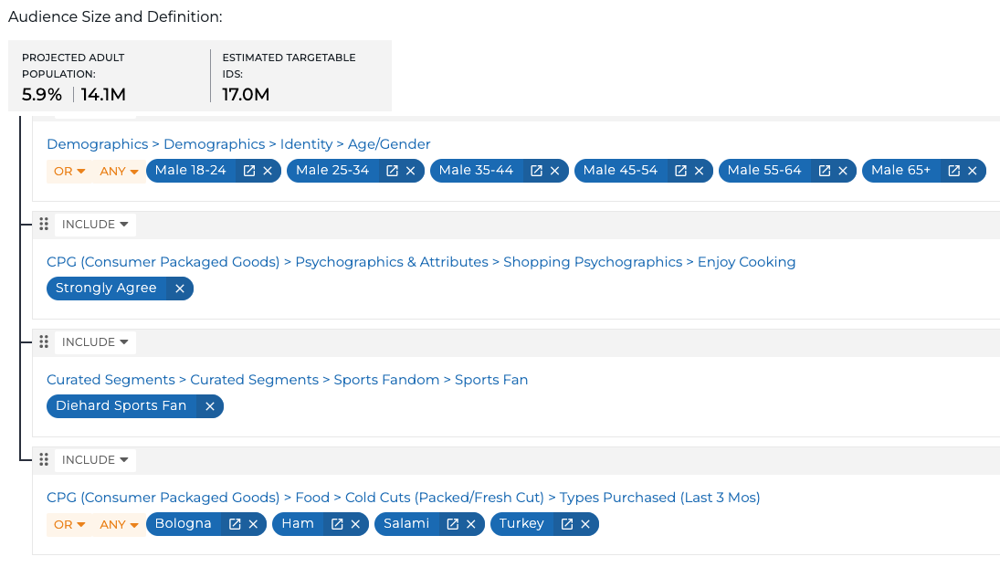 Audience Size and Definition:
PROJECTED ADULT POPULATION:
5.9% | 14.1M
ESTIMATED TARGETABLE IDS:
17.0M
Demographics > Demographics > Identity > Age/Gender
OR ANY Male 18-24 Male 25-34 Male 35-44 Male 45-54 Male 55-64 Male 65+
INCLUDE
CPG (Consumer Packaged Goods) > Psychographics & Attributes > Shopping Psychographics > Enjoy Cooking
Strongly Agree
INCLUDE
Curated Segments > Curated Segments > Sports Fandom > Sports Fan
Diehard Sports Fan
INCLUDE
CPG (Consumer Packaged Goods) > Food > Cold Cuts (Packed/Fresh Cut) > Types Purchased (Last 3 Mos)
OR ANY Bologna Ham Salami Turkey